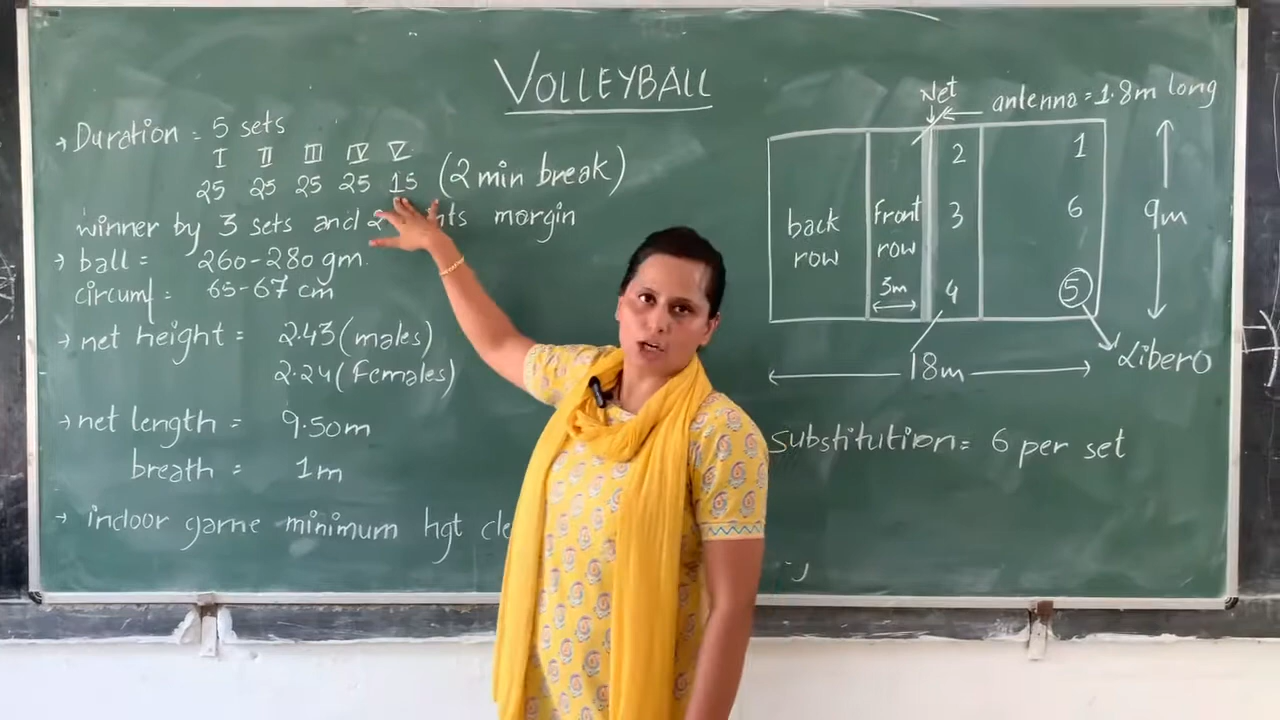 VOLLEYBALL
→ Duration = 5 sets
I II III IV V
25 25 25 25 15 (2 min break)
winner by 3 sets and 2 margin
→ ball = 260-280 gm.
circumf = 65-67 cm
→ net height = 2.43 (males)
2.24 (Females)
→ net length = 9.50m
breath = 1m
→ indoor game minimum hgt
Net
antenna = 1.8m long
back row
Front row
3m
2 1
3 6
4 5
9m
Libero
18m
Substitution = 6 per set